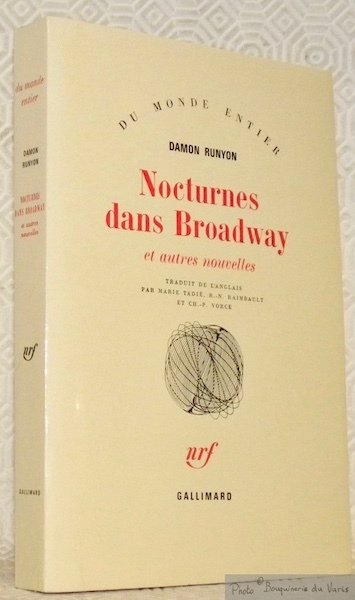 du monde
entier
DAMON
RUNYON
NOCTURNES
DANS BROADWAY
et autres
nouvelles
nrf
GALLIMARD
DU MONDE ENTIER
DAMON RUNYON
Nocturnes
dans Broadway
et autres nouvelles
TRADUIT DE L'ANGLAIS
PAR MARIE TADIÉ, R.-N. RAIMBAULT
ET CH.-P. VORCE
nrf
GALLIMARD
Photo © Bouquinerie du Varis